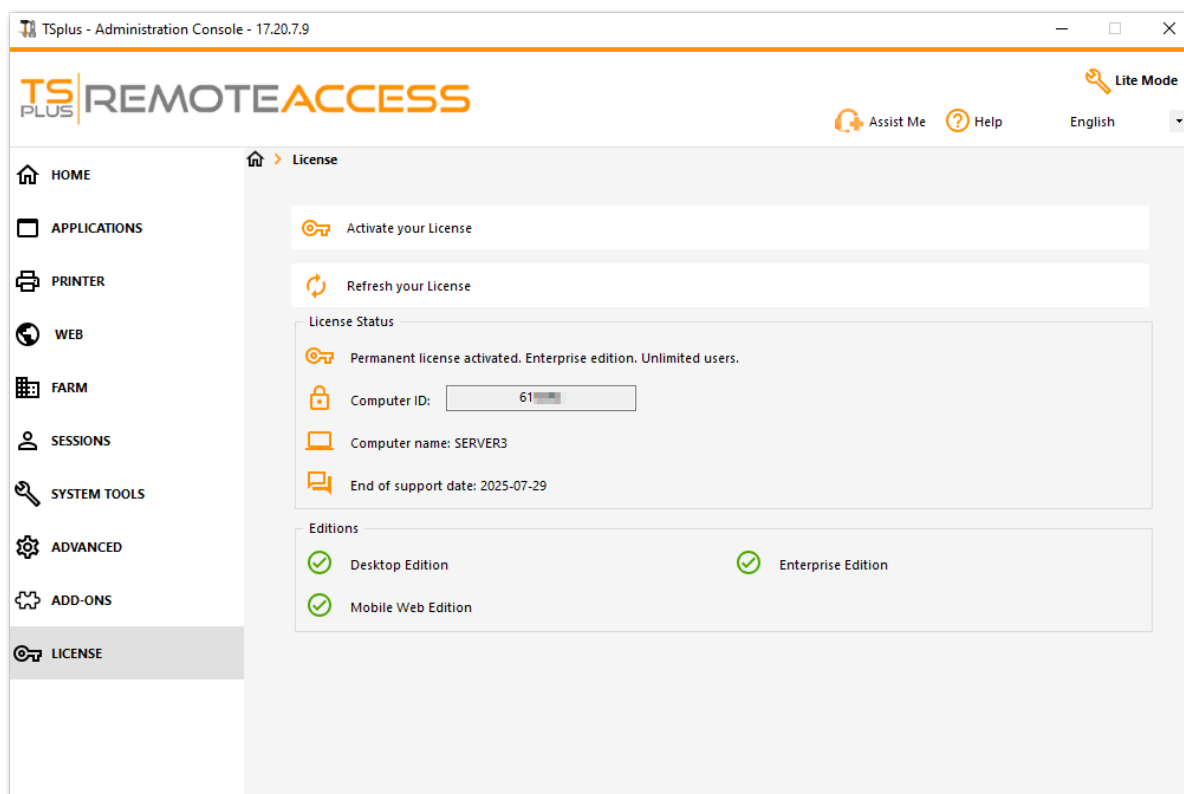 TSplus - Administration Console - 17.20.7.9
TS PLUS REMOTEACCESS
Lite Mode
Assist Me Help English
HOME
APPLICATIONS
PRINTER
WEB
FARM
SESSIONS
SYSTEM TOOLS
ADVANCED
ADD-ONS
LICENSE
License
Activate your License
Refresh your License
License Status
Permanent license activated. Enterprise edition. Unlimited users.
Computer ID: 61
Computer name: SERVER3
End of support date: 2025-07-29
Editions
Desktop Edition Enterprise Edition
Mobile Web Edition